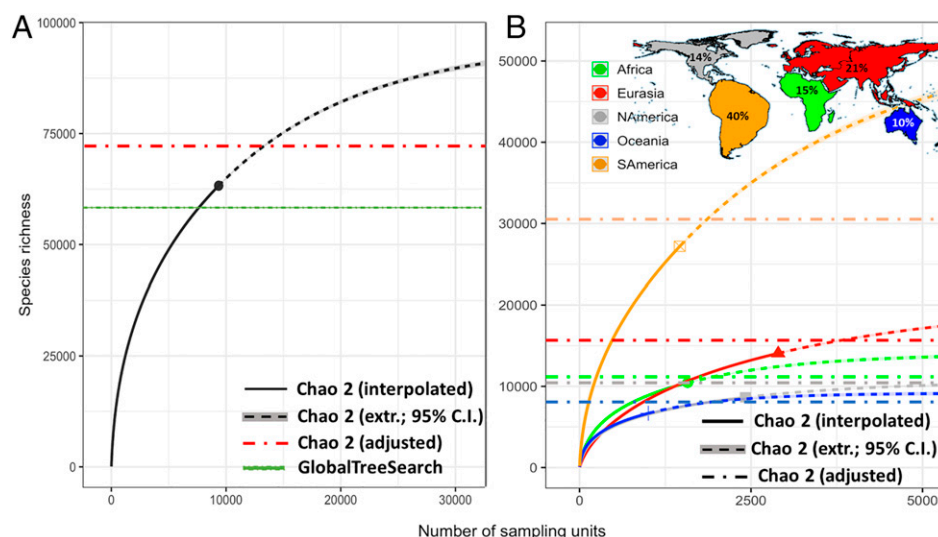 A
100000
75000
50000
25000
0
Species richness
0
10000
20000
30000
Chao 2 (interpolated)
Chao 2 (extr.; 95% C.I.)
Chao 2 (adjusted)
GlobalTreeSearch
B
50000
40000
30000
20000
10000
0
0
2500
5000
Africa
Eurasia
NAmerica
Oceania
SAmerica
14%
21%
15%
40%
10%
Chao 2 (interpolated)
Chao 2 (extr.; 95% C.I.)
Chao 2 (adjusted)
Number of sampling units